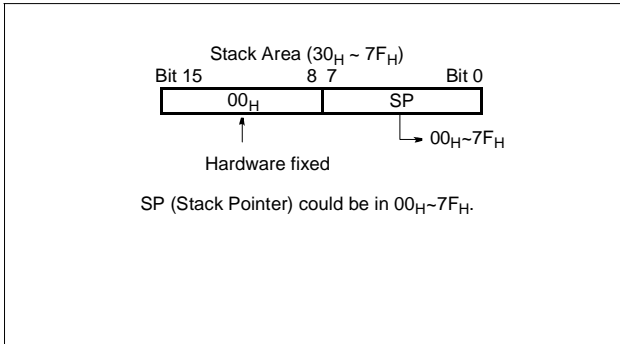 Stack Area (30H ~ 7FH)
Bit 15 8 7 Bit 0
00H SP
00H~7FH
Hardware fixed
SP (Stack Pointer) could be in 00H~7FH.